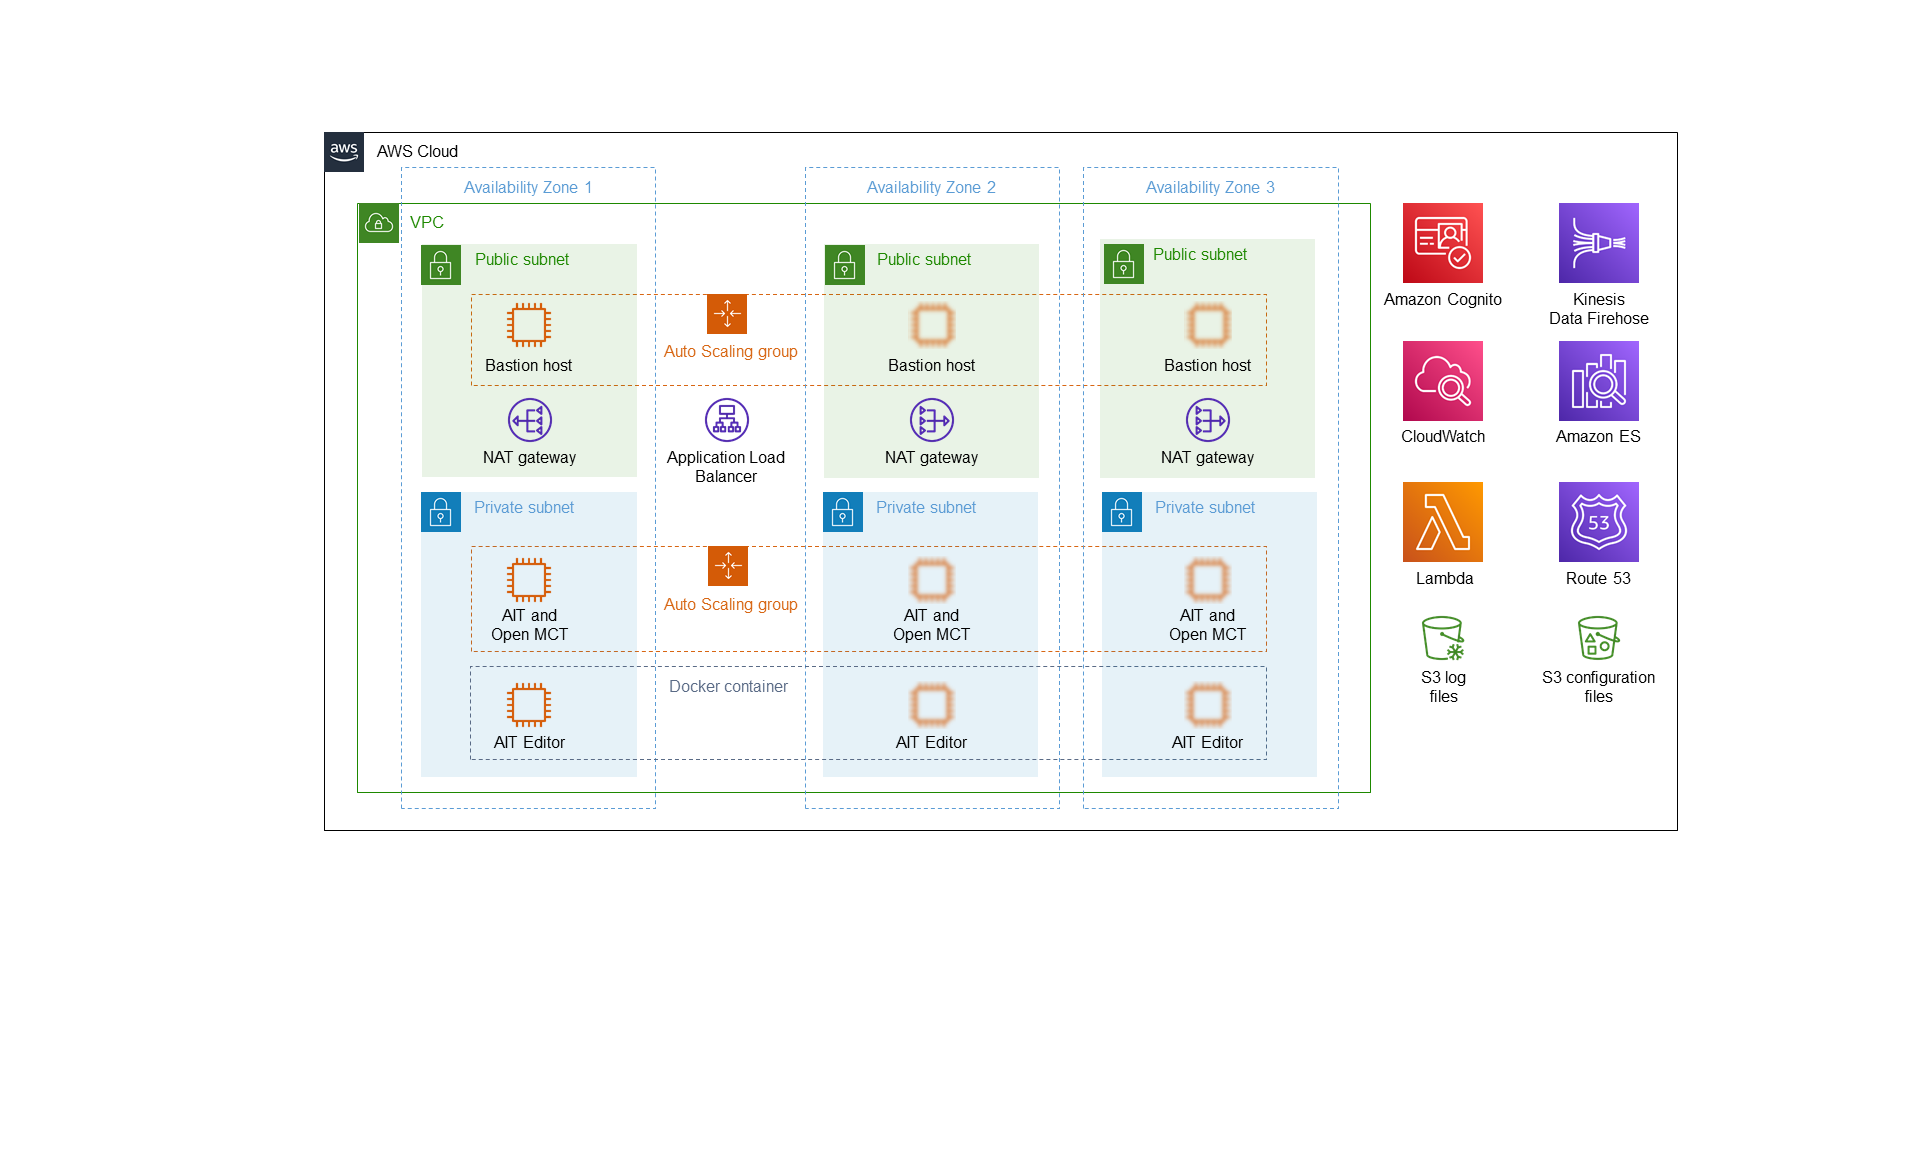 aws
AWS Cloud
Availability Zone 1
Availability Zone 2
Availability Zone 3
VPC
Public subnet
Public subnet
Public subnet
Auto Scaling group
Bastion host
Bastion host
Bastion host
NAT gateway
Application Load
Balancer
NAT gateway
NAT gateway
Private subnet
Private subnet
Private subnet
Auto Scaling group
AIT and
Open MCT
AIT and
Open MCT
AIT and
Open MCT
Docker container
AIT Editor
AIT Editor
AIT Editor
Amazon Cognito
Kinesis
Data Firehose
CloudWatch
Amazon ES
Lambda
53
Route 53
S3 log
files
S3 configuration
files